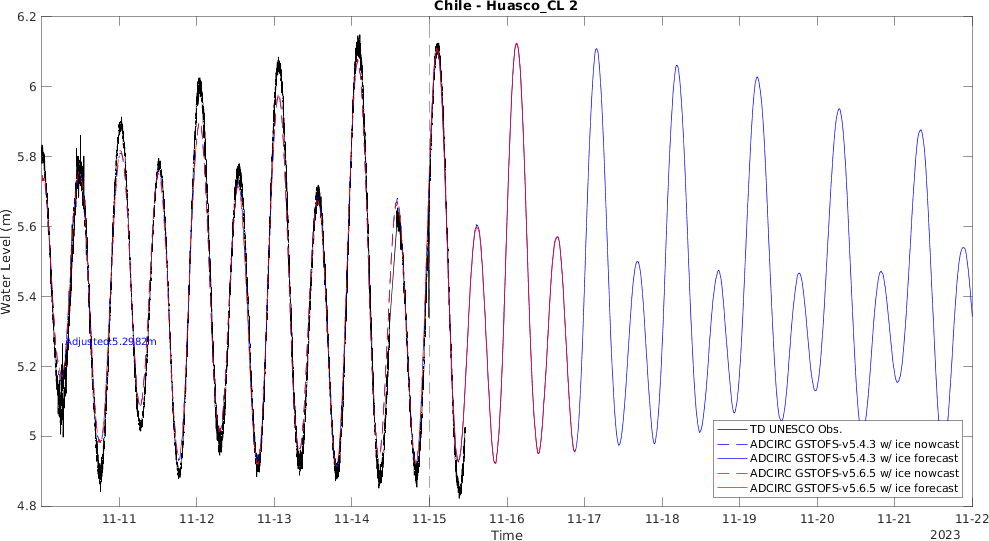 Chile - Huasco_CL 2
6.2
6
5.8
5.6
5.4
5.2
5
4.8
Water Level (m)
Adjusted:5.2982m
TD UNESCO Obs.
ADCIRC GSTOFS-v5.4.3 w/ ice nowcast
ADCIRC GSTOFS-v5.4.3 w/ ice forecast
ADCIRC GSTOFS-v5.6.5 w/ ice nowcast
ADCIRC GSTOFS-v5.6.5 w/ ice forecast
11-11 11-12 11-13 11-14 11-15 11-16 11-17 11-18 11-19 11-20 11-21 11-22
Time
2023